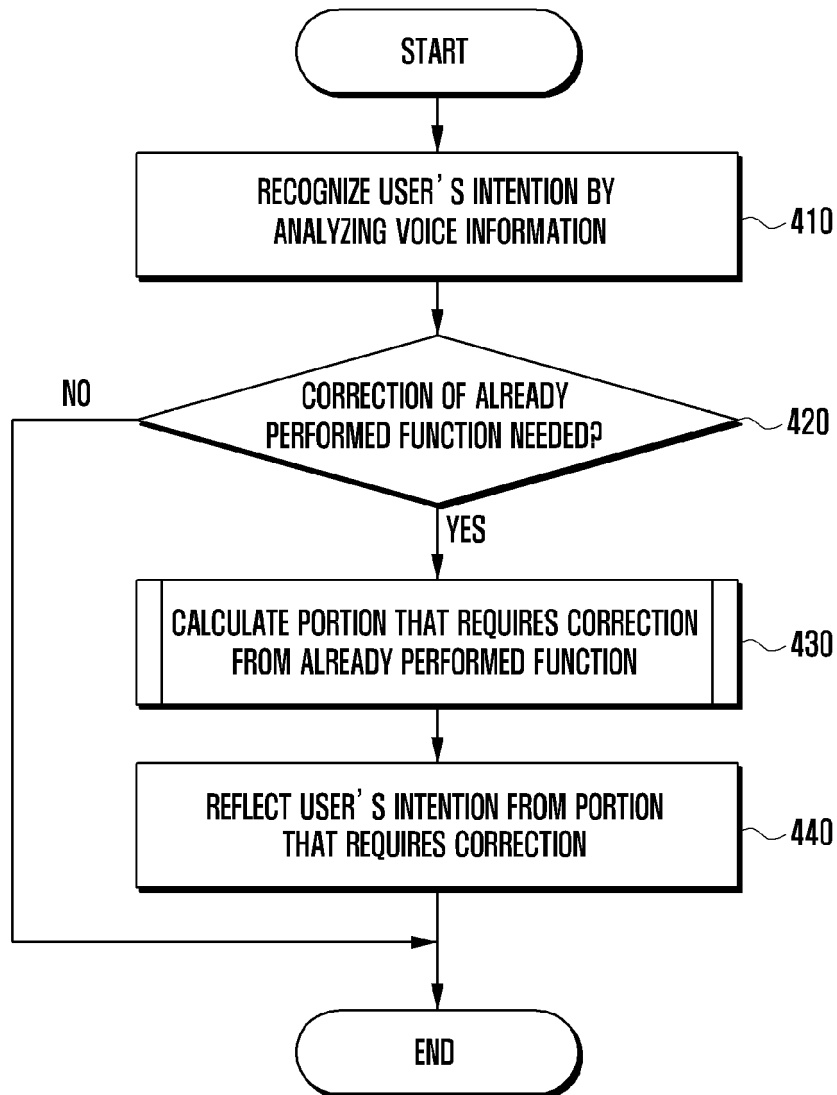 START
RECOGNIZE USER'S INTENTION BY
ANALYZING VOICE INFORMATION
410
NO
CORRECTION OF ALREADY
PERFORMED FUNCTION NEEDED?
420
YES
CALCULATE PORTION THAT REQUIRES CORRECTION
FROM ALREADY PERFORMED FUNCTION
430
REFLECT USER'S INTENTION FROM PORTION
THAT REQUIRES CORRECTION
440
END